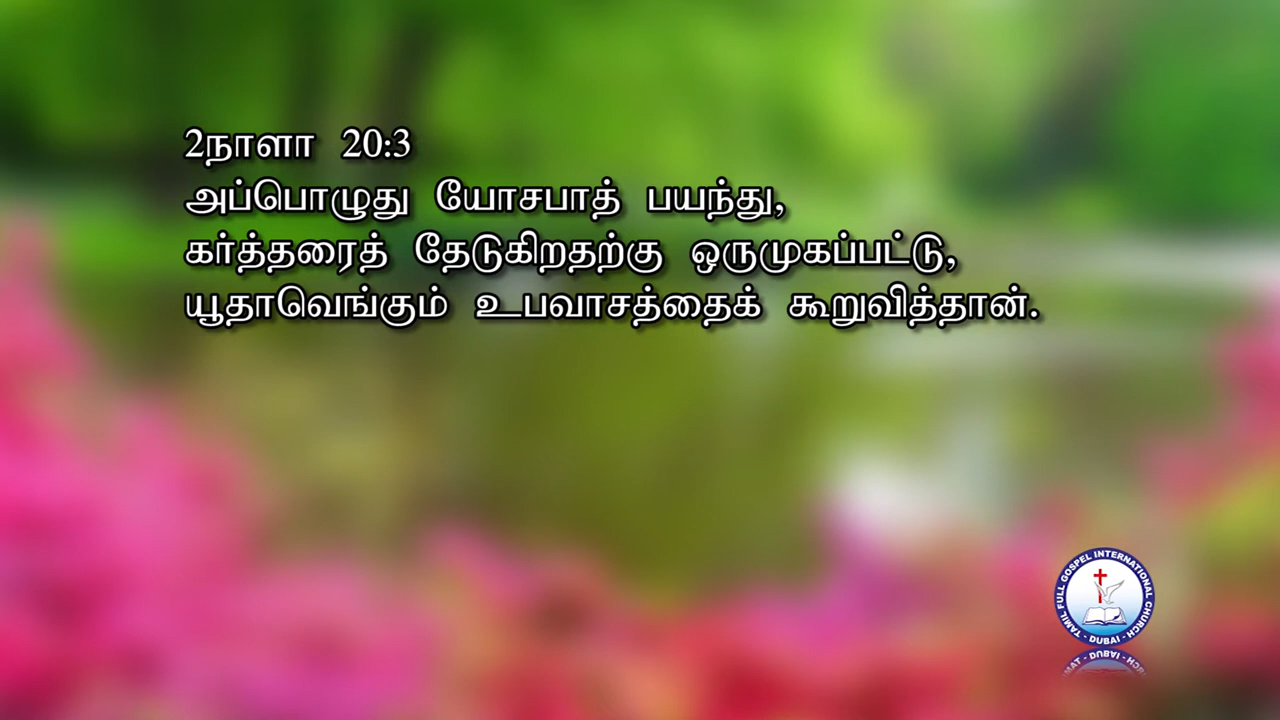 2நாளா 20:3
அப்பொழுது யோசபாத் பயந்து,
கர்த்தரைத் தேடுகிறதற்கு ஒருமுகப்பட்டு,
யூதாவெங்கும் உபவாசத்தைக் கூறுவித்தான்.
TAMIL FULL GOSPEL INTERNATIONAL CHURCH
- DUBAI -